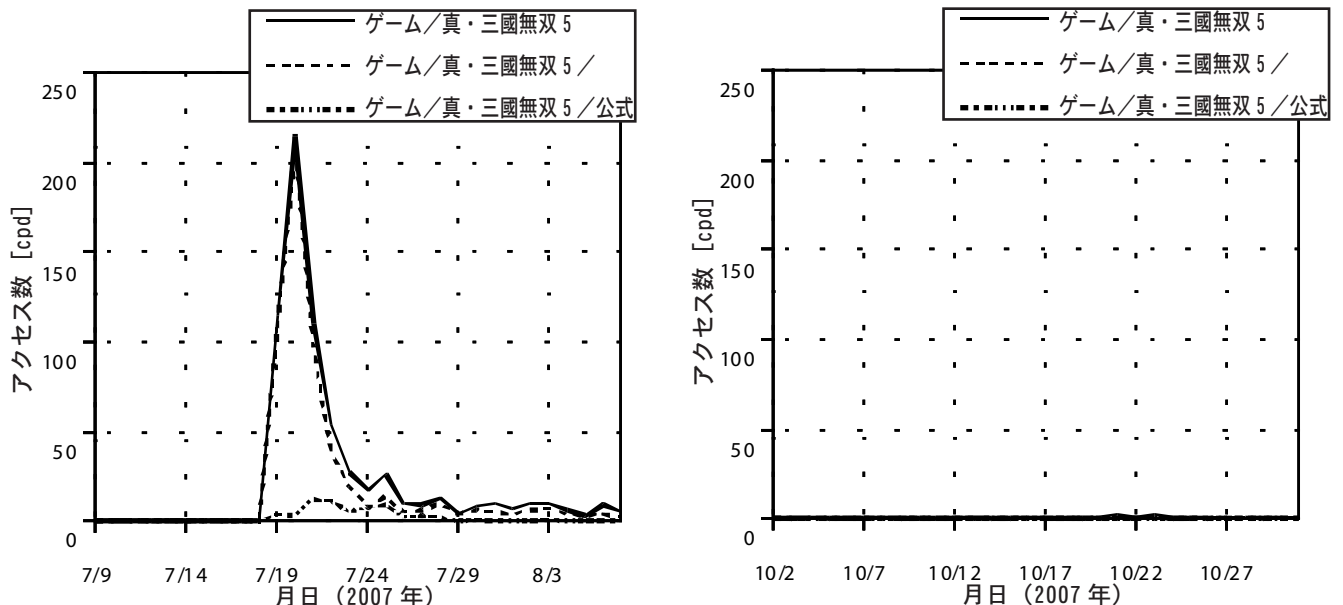 ゲーム／真・三國無双 5
ゲーム／真・三國無双 5 ／
ゲーム／真・三國無双 5 ／公式
250
200
150
100
50
0
アクセス数 [cpd]
7/9
7/14
7/19
7/24
7/29
8/3
月日 (2007 年)
ゲーム／真・三國無双 5
ゲーム／真・三國無双 5 ／
ゲーム／真・三國無双 5 ／公式
250
200
150
100
50
0
アクセス数 [cpd]
10/2
10/7
10/12
10/17
10/22
10/27
月日 (2007 年)